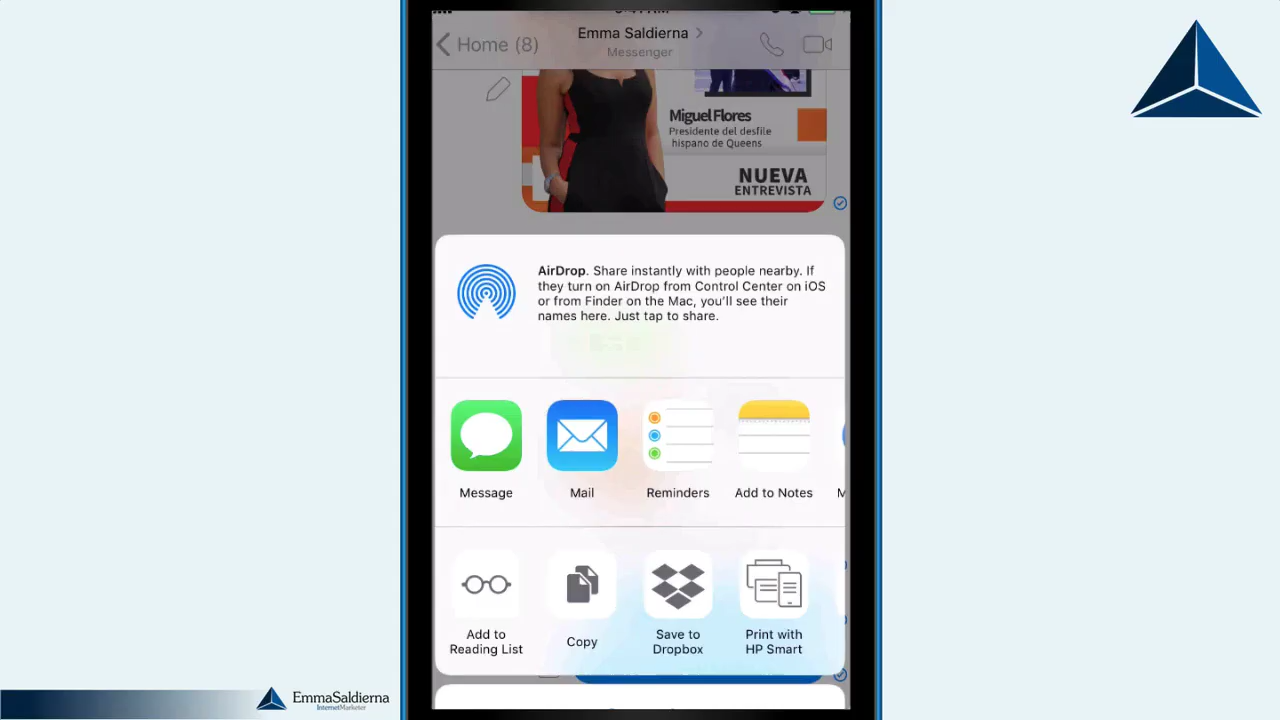 Home (8)
Emma Saldierna
Messenger
Miguel Flores
Presidente del desfile
hispano de Queens
NUEVA
ENTREVISTA
AirDrop. Share instantly with people nearby. If
they turn on AirDrop from Control Center on iOS
or from Finder on the Mac, you'll see their
names here. Just tap to share.
Message
Mail
Reminders
Add to Notes
M
Add to
Reading List
Copy
Save to
Dropbox
Print with
HP Smart
EmmaSaldierna
InternetMarketer